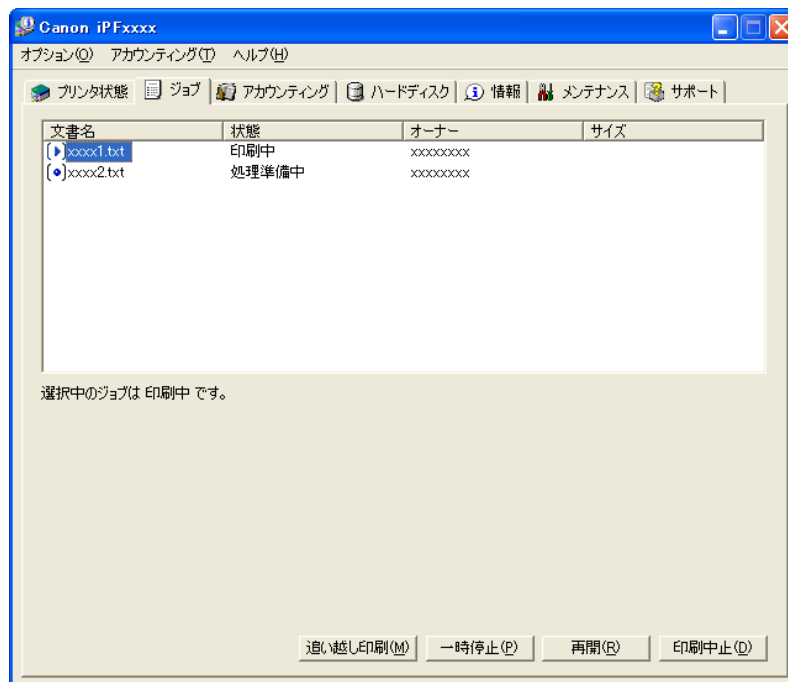 Canon iPFxxxx
オプション(O) アカウンティング(T) ヘルプ(H)
プリンタ状態 ジョブ アカウンティング ハードディスク 情報 メンテナンス サポート
文書名 状態 オーナー サイズ
xxxx1.txt 印刷中 xxxxxxxx
xxxx2.txt 処理準備中 xxxxxxxx
選択中のジョブは 印刷中 です。
追い越し印刷(M) 一時停止(P) 再開(R) 印刷中止(D)